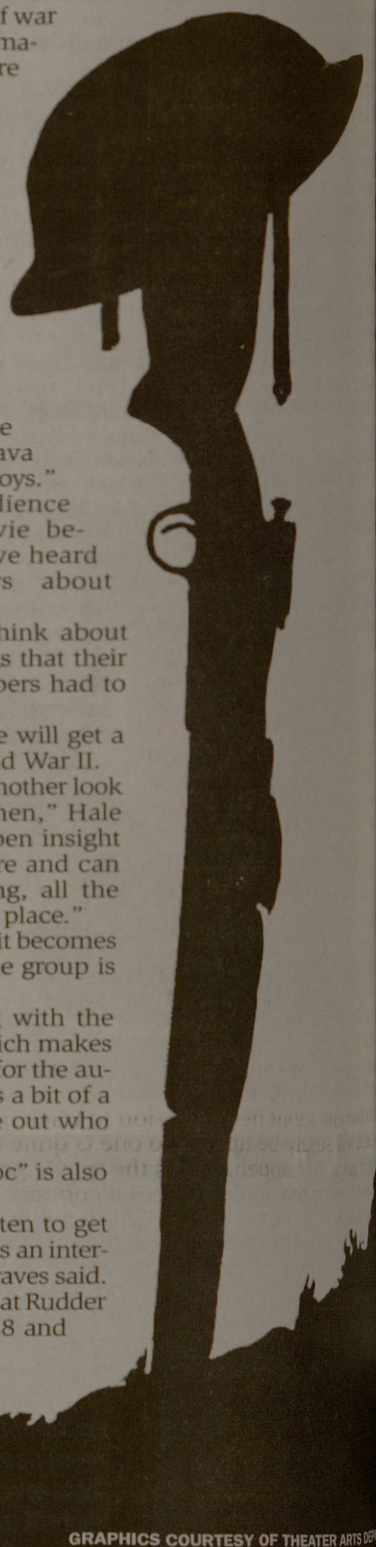 f war
ma-
re
e
ava
oys.”
lience
vie be-
ve heard
s about
hink about
s that their
bers had to
e will get a
d War II.
nother look
nen,” Hale
pen insight
re and can
ng, all the
place.”
it becomes
e group is
with the
ich makes
for the au-
s a bit of a
e out who
oc” is also
ten to get
s an inter-
raves said.
at Rudder
8 and
GRAPHICS COURTESY OF THEATER ARTS DEP